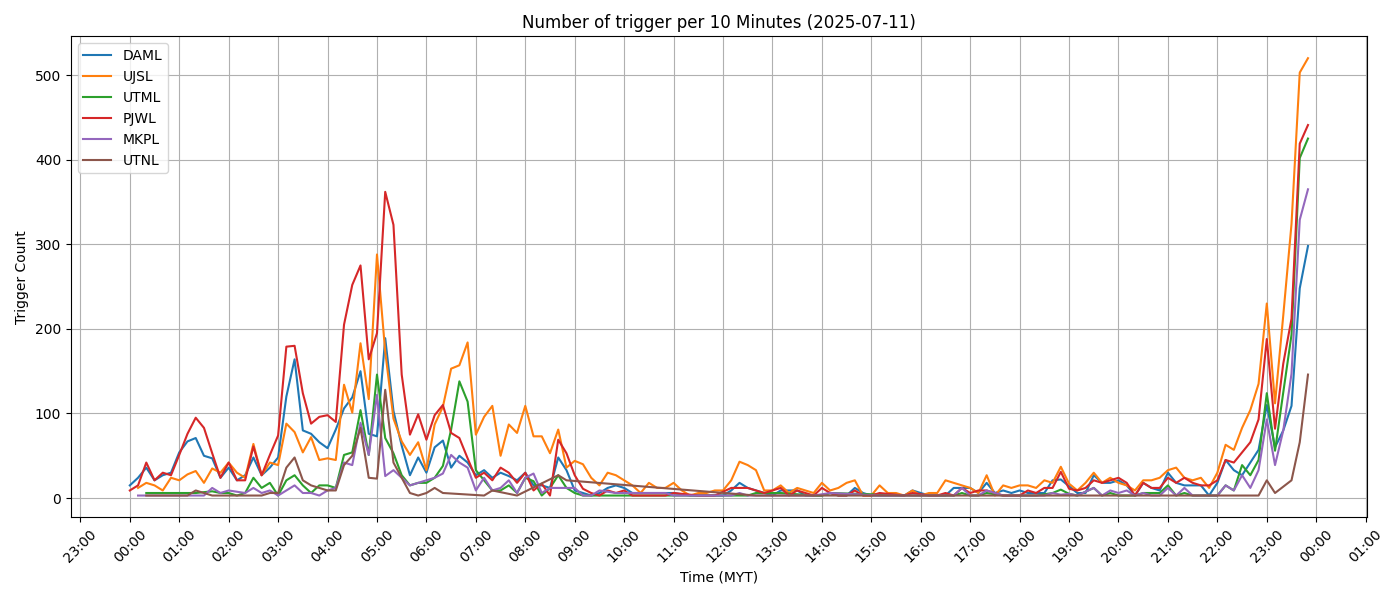 Number of trigger per 10 Minutes (2025-07-11)
DAML
UJSL
UTML
PJWL
MKPL
UTNL
Trigger Count
500
400
300
200
100
0
23:00 00:00 01:00 02:00 03:00 04:00 05:00 06:00 07:00 08:00 09:00 10:00 11:00 12:00 13:00 14:00 15:00 16:00 17:00 18:00 19:00 20:00 21:00 22:00 23:00 00:00 01:00
Time (MYT)